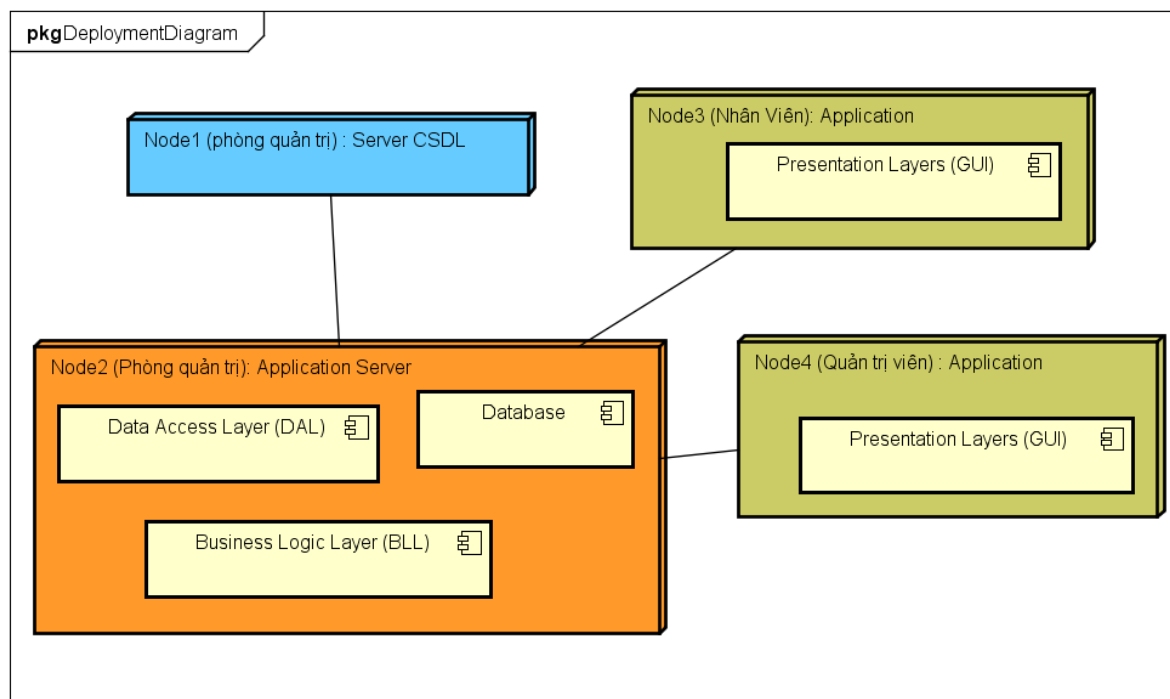 pkgDeploymentDiagram
Node1 (phòng quản trị) : Server CSDL
Node3 (Nhân Viên): Application
Presentation Layers (GUI)
Node2 (Phòng quản trị): Application Server
Data Access Layer (DAL)
Database
Business Logic Layer (BLL)
Node4 (Quản trị viên) : Application
Presentation Layers (GUI)